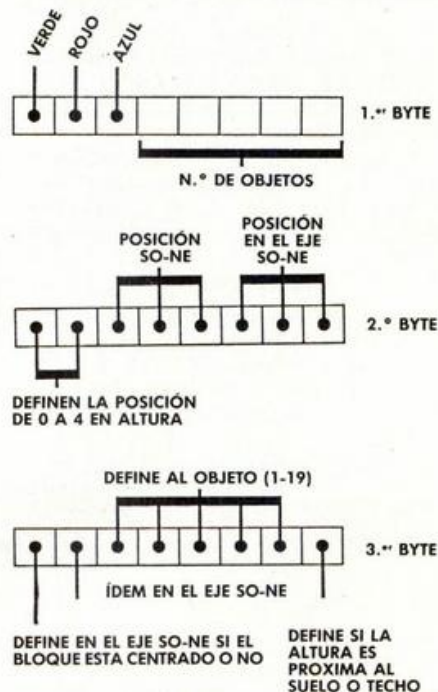 VERDE
ROJO
AZUL
1.er BYTE
N.º DE OBJETOS
POSICIÓN
SO-NE
POSICIÓN
EN EL EJE
SO-NE
2.º BYTE
DEFINEN LA POSICIÓN
DE 0 A 4 EN ALTURA
DEFINE AL OBJETO (1-19)
3.er BYTE
ÍDEM EN EL EJE SO-NE
DEFINE EN EL EJE SO-NE SI EL
BLOQUE ESTA CENTRADO O NO
DEFINE SI LA
ALTURA ES
PROXIMA AL
SUELO O TECHO